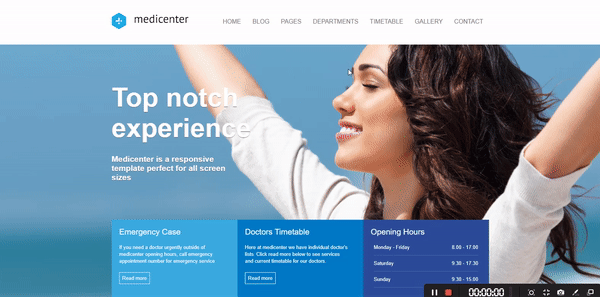 medicenter
HOME BLOG PAGES DEPARTMENTS TIMETABLE GALLERY CONTACT
Top notch
experience
Medicenter is a responsive
template perfect for all screen
sizes
Emergency Case
If you need a doctor urgently outside of
medicenter opening hours, call emergency
appointment number for emergency service
Read more
Doctors Timetable
Here at medicenter we have individual doctor's
lists. Click read more below to see services
and current timetable for our doctors
Read more
Opening Hours
Monday - Friday 8.00 - 17.00
Saturday 9.30 - 17.30
Sunday 9.30 - 15.00
00:00:00